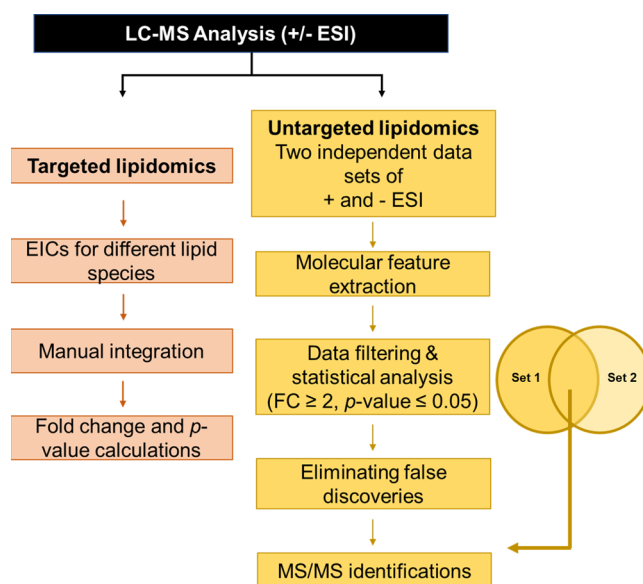 LC-MS Analysis (+/- ESI)
Targeted lipidomics
EICs for different lipid
species
Manual integration
Fold change and p-
value calculations
Untargeted lipidomics
Two independent data
sets of
+ and - ESI
Molecular feature
extraction
Data filtering &
statistical analysis
(FC ≥ 2, p-value ≤ 0.05)
Eliminating false
discoveries
MS/MS identifications
Set 1
Set 2